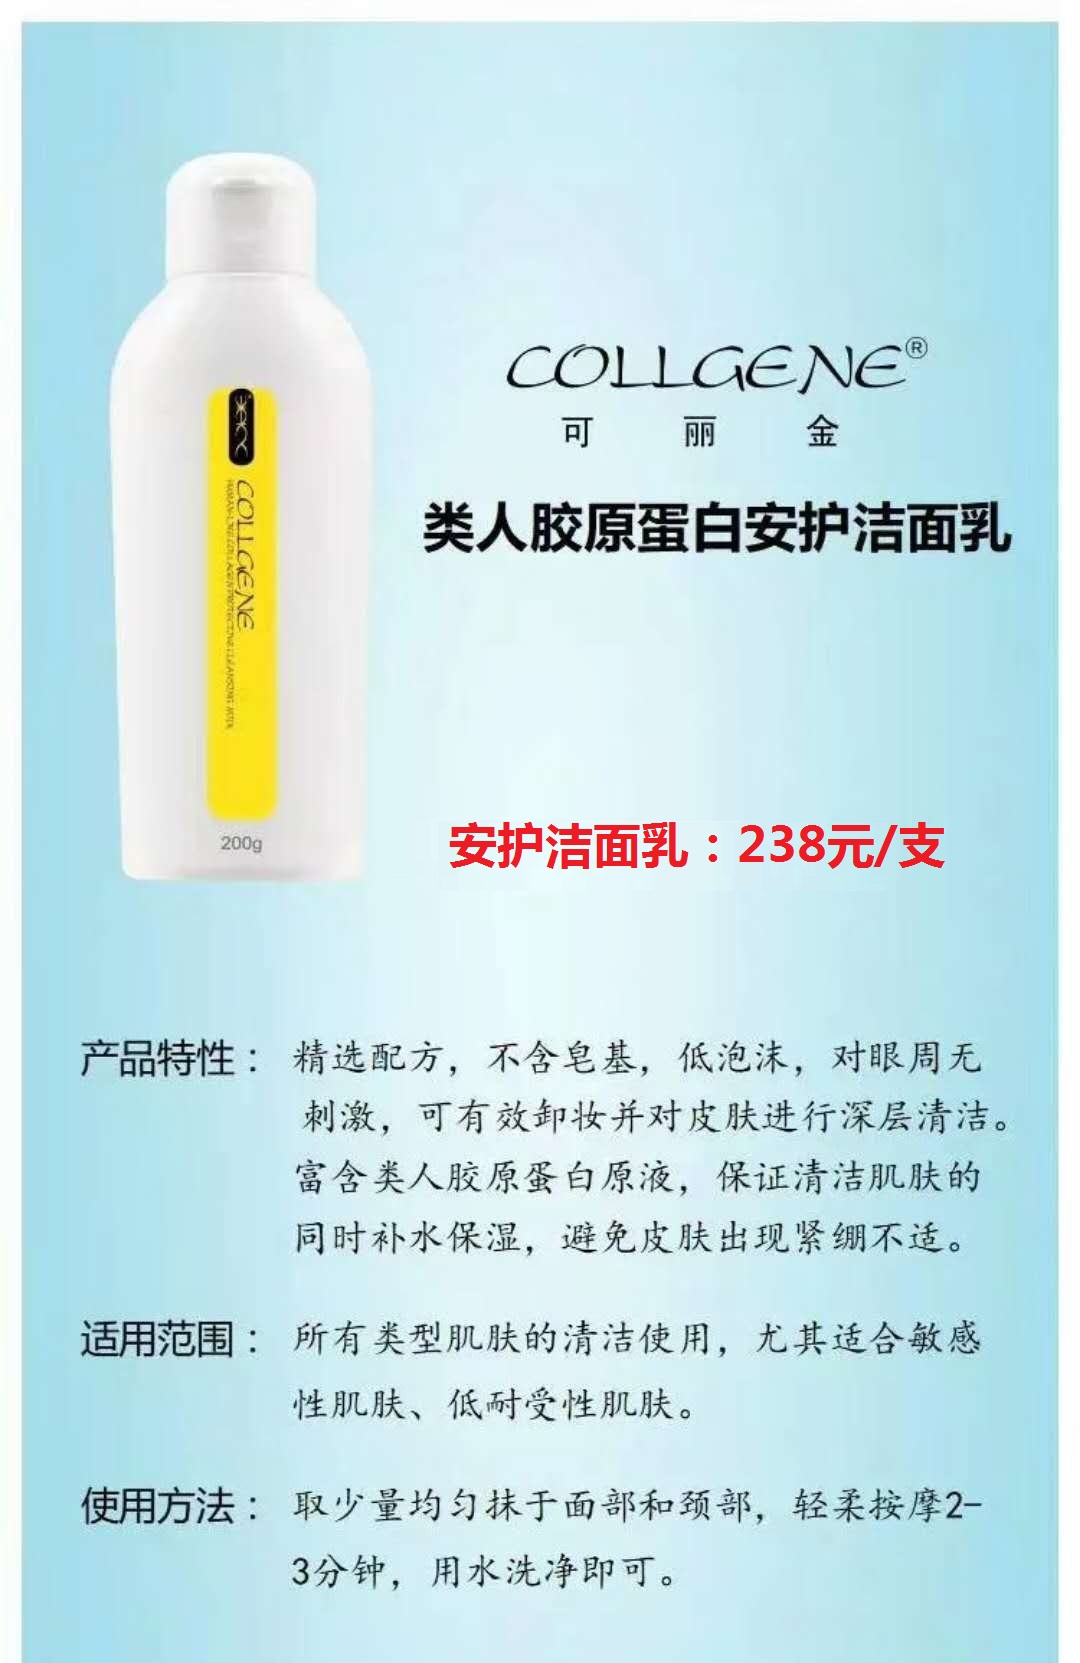 COLLGENE®
可丽金
类人胶原蛋白安护洁面乳
COLLGENE
HUMAN-LIKE COLLAGEN PROTECTIVE CLEANSING MILK
200g
安护洁面乳：238元/支
产品特性： 精选配方，不含皂基，低泡沫，对眼周无
刺激，可有效卸妆并对皮肤进行深层清洁。
富含类人胶原蛋白原液，保证清洁肌肤的
同时补水保湿，避免皮肤出现紧绷不适。
适用范围： 所有类型肌肤的清洁使用，尤其适合敏感
性肌肤、低耐受性肌肤。
使用方法： 取少量均匀抹于面部和颈部，轻柔按摩2-
3分钟，用水洗净即可。